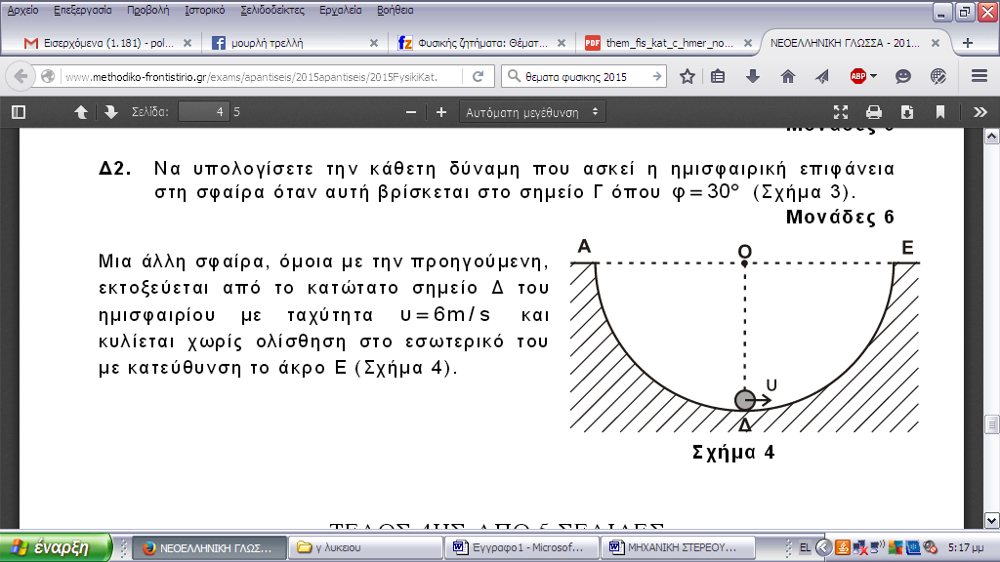 Αρχείο Επεξεργασία Προβολή Ιστορικό Σελιδοδείκτες Εργαλεία Βοήθεια
Εισερχόμενα (1.181) - pol... μουρλή τρελλή Φυσικής ζητήματα: Θέματ... them_fis_kat_c_hmer_no... ΝΕΟΕΛΛΗΝΙΚΗ ΓΛΩΣΣΑ - 201...
www.methodiko-frontistirio.gr/exams/apantiseis/2015apantiseis/2015FysikiKat. θεματα φυσικης 2015 ABP
Σελίδα: 4 5 Αυτόματη μεγέθυνση
Δ2. Να υπολογίσετε την κάθετη δύναμη που ασκεί η ημισφαιρική επιφάνεια
στη σφαίρα όταν αυτή βρίσκεται στο σημείο Γ όπου φ=30° (Σχήμα 3).
Μονάδες 6
Μια άλλη σφαίρα, όμοια με την προηγούμενη,
εκτοξεύεται από το κατώτατο σημείο Δ του
ημισφαιρίου με ταχύτητα υ=6m/s και
κυλίεται χωρίς ολίσθηση στο εσωτερικό του
με κατεύθυνση το άκρο Ε (Σχήμα 4).
Α Ο Ε
υ
Δ
Σχήμα 4
ΤΕΛΟΣ 4ΗΣ ΑΠΟ 5 ΣΕΛΙΔΕΣ
έναρξη ΝΕΟΕΛΛΗΝΙΚΗ ΓΛΩΣ... γ λυκειου Έγγραφο1 - Microsof... ΜΗΧΑΝΙΚΗ ΣΤΕΡΕΟΥ... EL 5:17 μμ